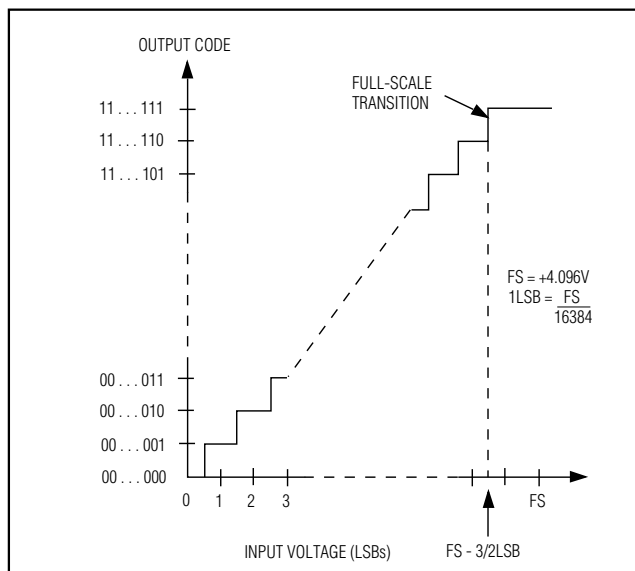 OUTPUT CODE
FULL-SCALE
TRANSITION
11 . . . 111
11 . . . 110
11 . . . 101
FS = +4.096V
1LSB = FS
16384
00 . . . 011
00 . . . 010
00 . . . 001
00 . . . 000
0 1 2 3 FS
INPUT VOLTAGE (LSBs) FS - 3/2LSB